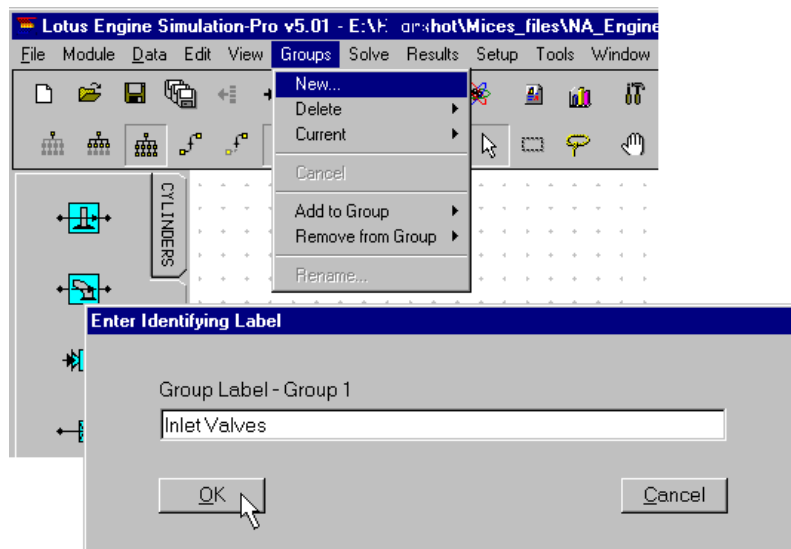 Lotus Engine Simulation-Pro v5.01 - E:\ \Mices_files\NA_Engine
File Module Data Edit View Groups Solve Results Setup Tools Window
New...
Delete
Current
Cancel
Add to Group
Remove from Group
Rename...
CYLINDERS
Enter Identifying Label
Group Label - Group 1
Inlet Valves
OK Cancel